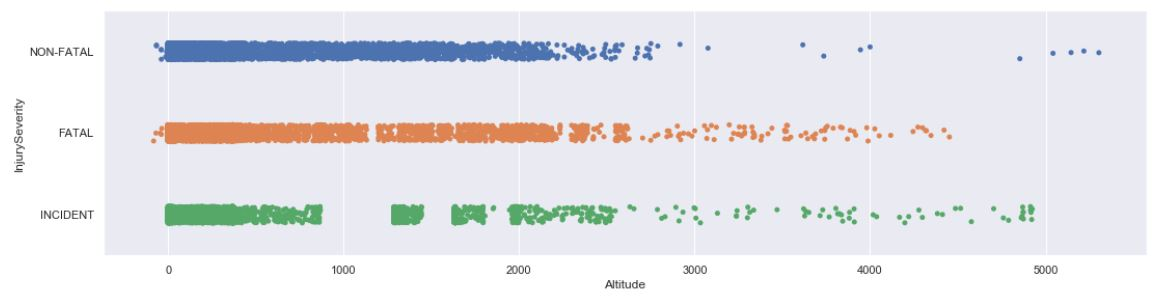 InjurySeverity
NON-FATAL
FATAL
INCIDENT
0
1000
2000
3000
4000
5000
Altitude